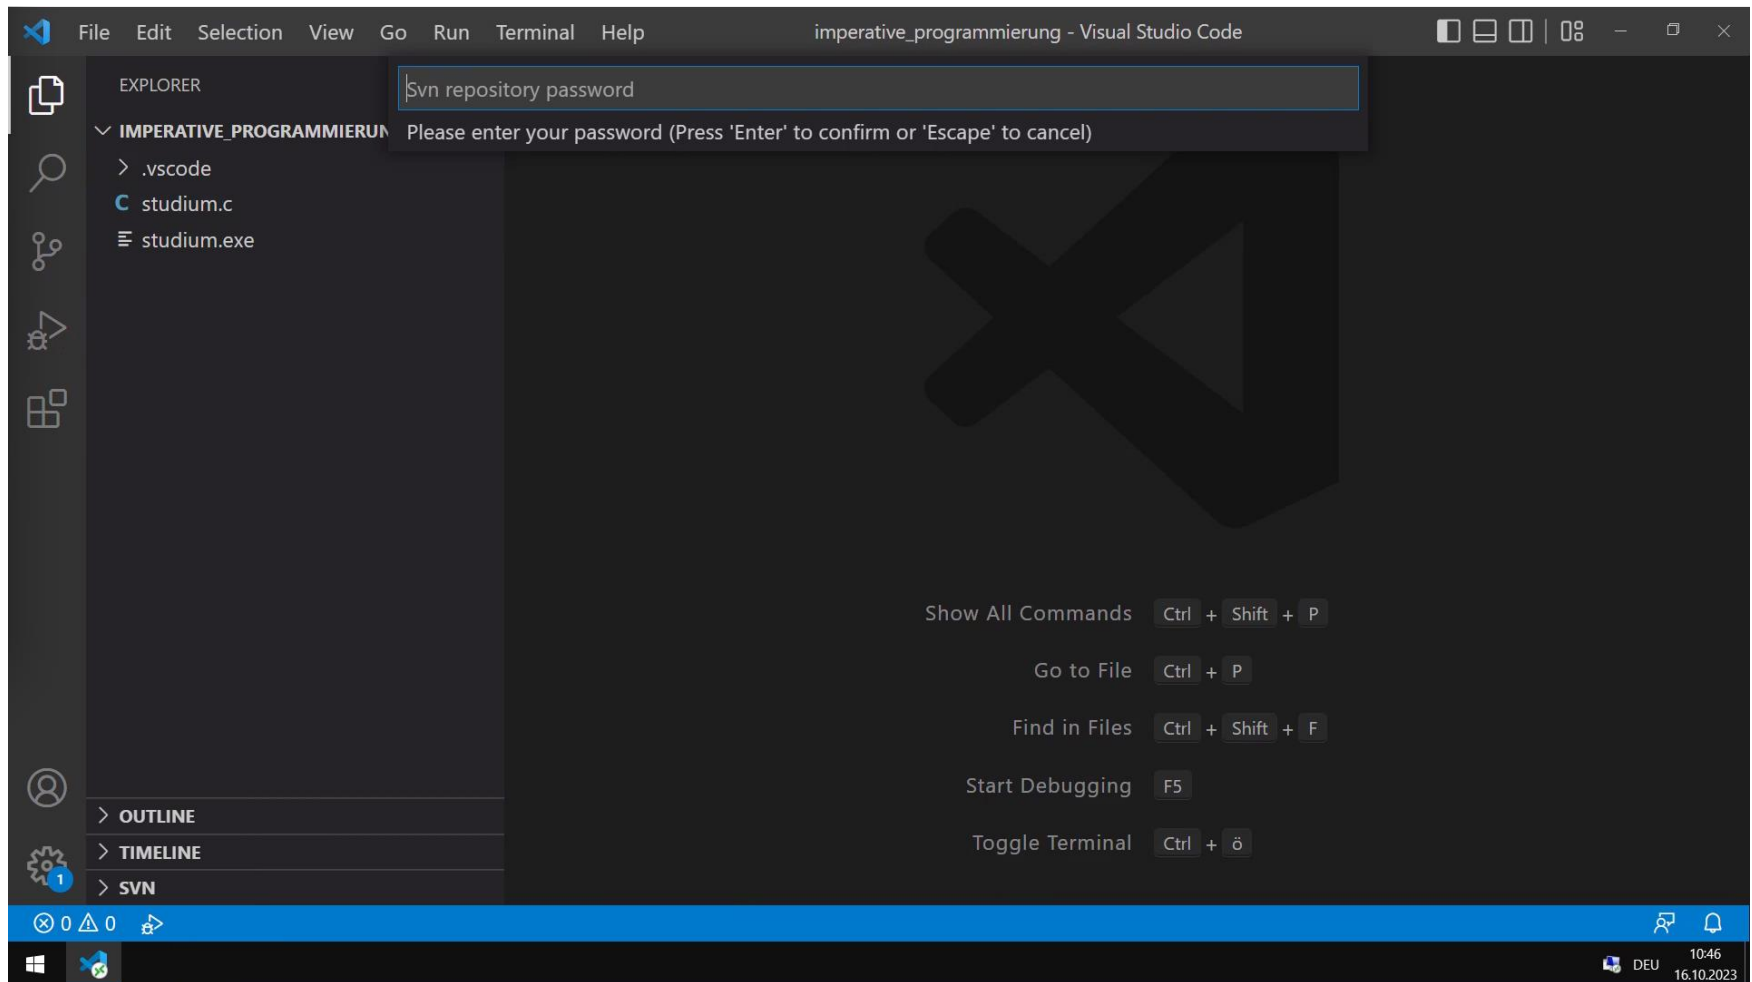 File Edit Selection View Go Run Terminal Help imperative_programmierung - Visual Studio Code
Svn repository password
Please enter your password (Press 'Enter' to confirm or 'Escape' to cancel)
EXPLORER
IMPERATIVE_PROGRAMMIERUN
.vscode
C studium.c
studium.exe
Show All Commands Ctrl + Shift + P
Go to File Ctrl + P
Find in Files Ctrl + Shift + F
Start Debugging F5
Toggle Terminal Ctrl + ö
OUTLINE
TIMELINE
1
SVN
0 0
DEU
10:46
16.10.2023